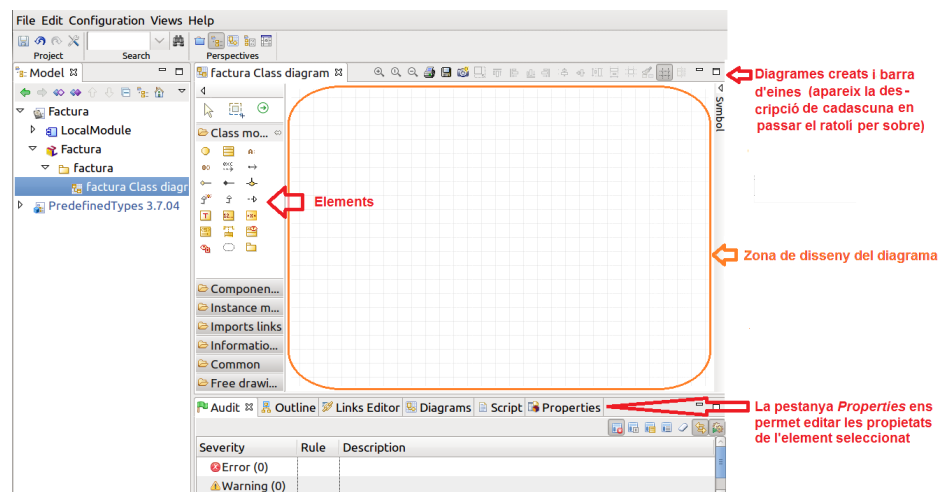 File Edit Configuration Views Help
Project Search Perspectives
Model
factura Class diagram
Factura
LocalModule
Factura
factura
factura Class diagr
PredefinedTypes 3.7.04
Class mo...
Componen...
Instance m...
Imports links
Informatio...
Common
Free drawi...
Symbol
Elements
Diagrames creats i barra
d'eines (apareix la des-
cripció de cadascuna en
passar el ratolí per sobre)
Zona de disseny del diagrama
Audit Outline Links Editor Diagrams Script Properties
La pestanya Properties ens
permet editar les propietats
de l'element seleccionat
Severity Rule Description
Error (0)
Warning (0)